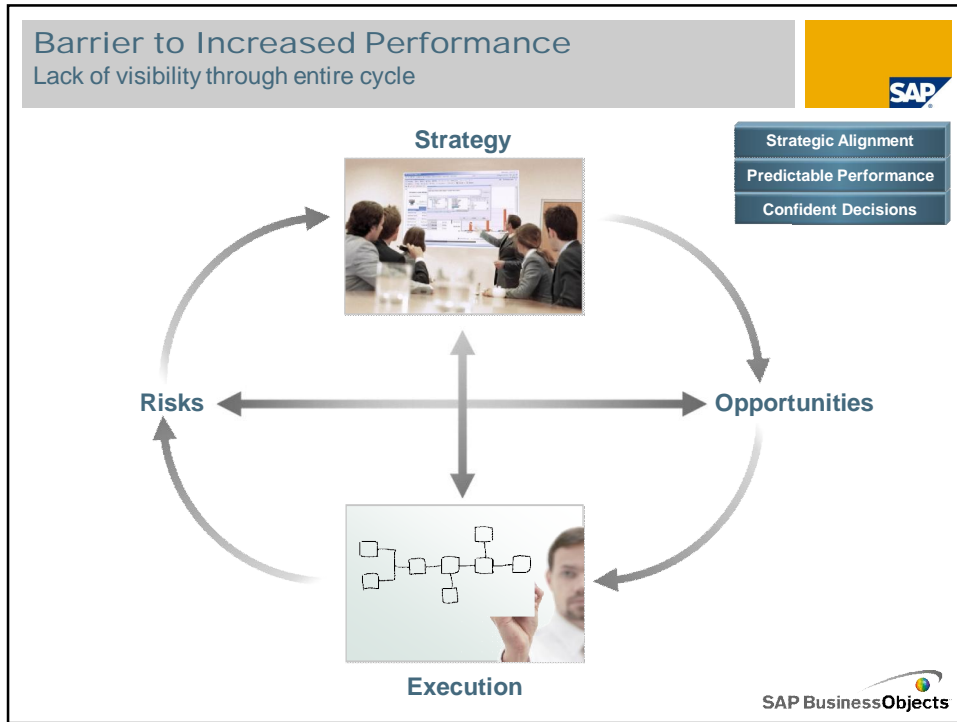 Barrier to Increased Performance
Lack of visibility through entire cycle
SAP
Strategy
Strategic Alignment
Predictable Performance
Confident Decisions
Risks
Opportunities
Execution
SAP BusinessObjects